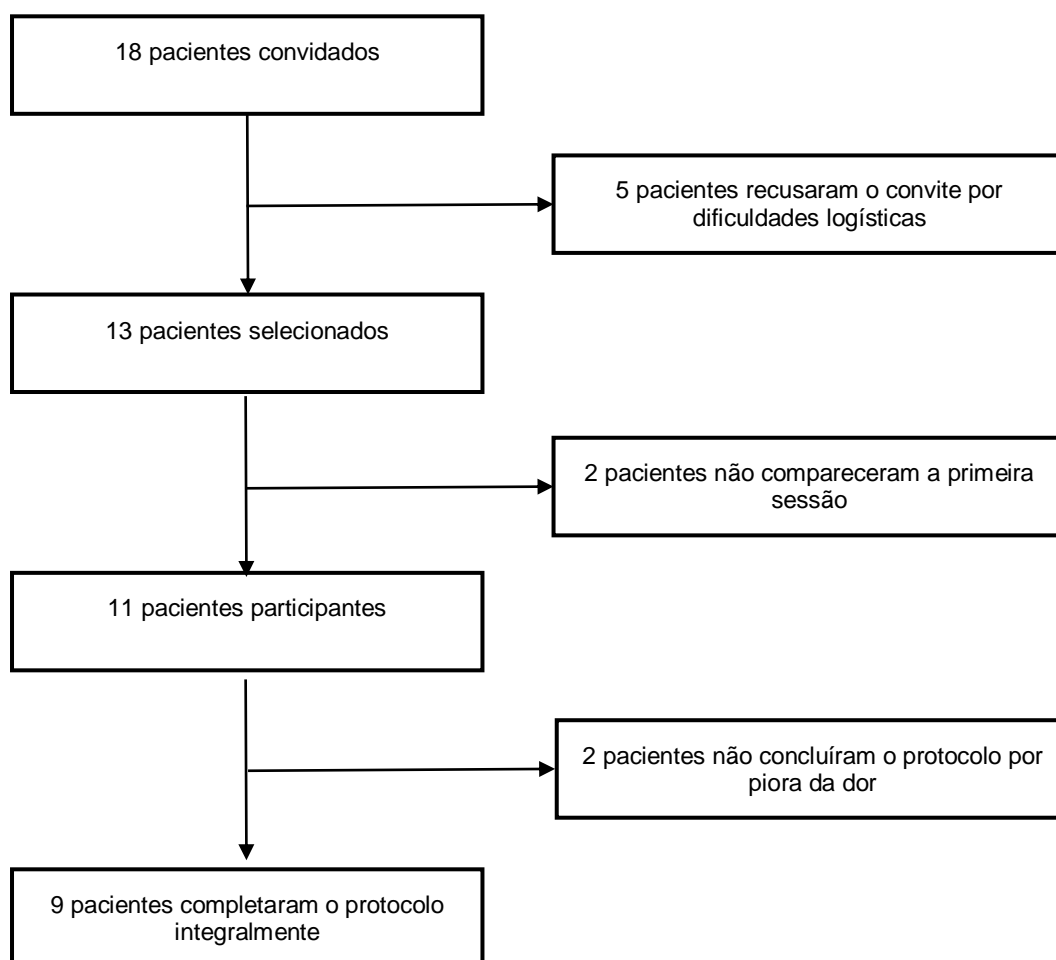 18 pacientes convidados
5 pacientes recusaram o convite por
dificuldades logísticas
13 pacientes selecionados
2 pacientes não compareceram a primeira
sessão
11 pacientes participantes
2 pacientes não concluíram o protocolo por
piora da dor
9 pacientes completaram o protocolo
integralmente